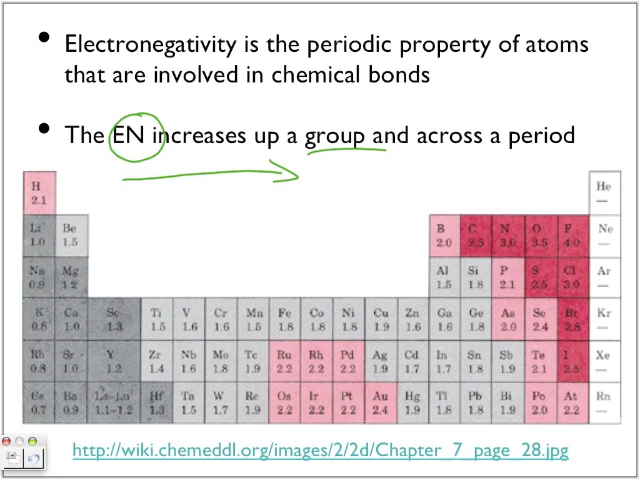 • Electronegativity is the periodic property of atoms
that are involved in chemical bonds
• The EN increases up a group and across a period
H He
2.1 —
Li Be B C N O F Ne
1.0 1.5 2.0 2.5 3.0 3.5 4.0 —
Na Mg Al Si P S Cl Ar
0.9 1.2 1.5 1.8 2.1 2.5 3.0 —
K Ca Sc Ti V Cr Mn Fe Co Ni Cu Zn Ga Ge As Se Br Kr
0.8 1.0 1.3 1.5 1.6 1.6 1.5 1.8 1.8 1.8 1.9 1.6 1.6 1.8 2.0 2.4 2.8 —
Rb Sr Y Zr Nb Mo Tc Ru Rh Pd Ag Cd In Sn Sb Te I Xe
0.8 1.0 1.2 1.4 1.6 1.8 1.9 2.2 2.2 2.2 1.9 1.7 1.7 1.8 1.9 2.1 2.5 —
Cs Ba La–Lu Hf Ta W Re Os Ir Pt Au Hg Tl Pb Bi Po At Rn
0.7 0.9 1.1–1.2 1.3 1.5 1.7 1.9 2.2 2.2 2.2 2.4 1.9 1.8 1.8 1.9 2.0 2.2 —
http://wiki.chemeddl.org/images/2/2d/Chapter_7_page_28.jpg